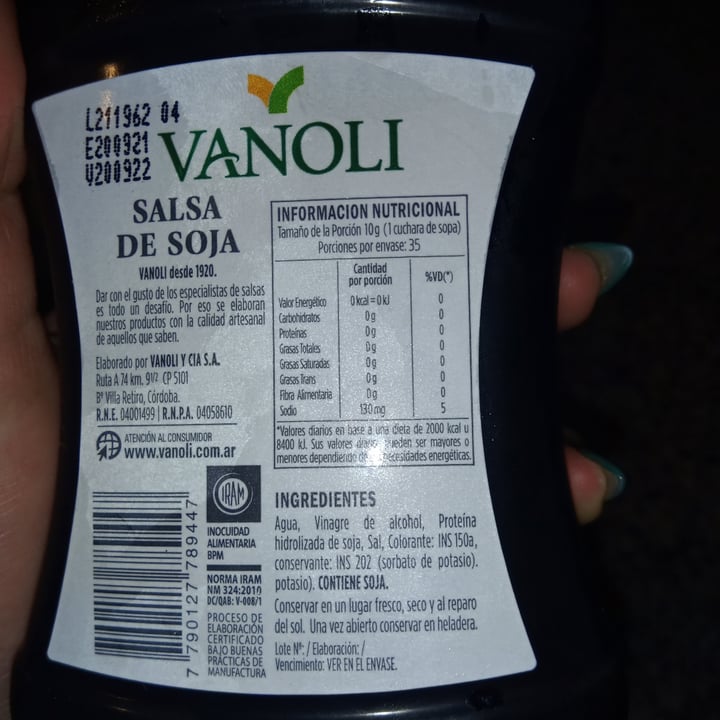 L211962 04
E200921
V200922
VANOLI
SALSA
DE SOJA
VANOLI desde 1920.
Dar con el gusto de los especialistas de salsas
es todo un desafío. Por eso se elaboran
nuestros productos con la calidad artesanal
de aquellos que saben.
Elaborado por VANOLI Y CIA S.A.
Ruta A 74 km. 9 1/2 CP 5101
Bº Villa Retiro, Córdoba.
R.N.E. 04001499 | R.N.P.A. 04058610
ATENCIÓN AL CONSUMIDOR
www.vanoli.com.ar
7 790127 789447
IRAM
INOCUIDAD
ALIMENTARIA
BPM
NORMA IRAM
NM 324:2010
DC/QAB: V-008/1
PROCESO DE
ELABORACIÓN
CERTIFICADO
BAJO BUENAS
PRÁCTICAS DE
MANUFACTURA
INFORMACION NUTRICIONAL
Tamaño de la Porción 10g (1 cuchara de sopa)
Porciones por envase: 35
Cantidad
por porción %VD(*)
Valor Energético 0 kcal = 0 kJ 0
Carbohidratos 0 g 0
Proteínas 0 g 0
Grasas Totales 0 g 0
Grasas Saturadas 0 g 0
Grasas Trans 0 g 0
Fibra Alimentaria 0 g 0
Sodio 130 mg 5
*Valores diarios en base a una dieta de 2000 kcal u
8400 kJ. Sus valores diarios pueden ser mayores o
menores dependiendo de necesidades energéticas.
INGREDIENTES
Agua, Vinagre de alcohol, Proteína
hidrolizada de soja, Sal, Colorante: INS 150a,
conservante: INS 202 (sorbato de potasio).
potasio). CONTIENE SOJA.
Conservar en un lugar fresco, seco y al reparo
del sol. Una vez abierto conservar en heladera.
Lote Nº: / Elaboración: /
Vencimiento: VER EN EL ENVASE.